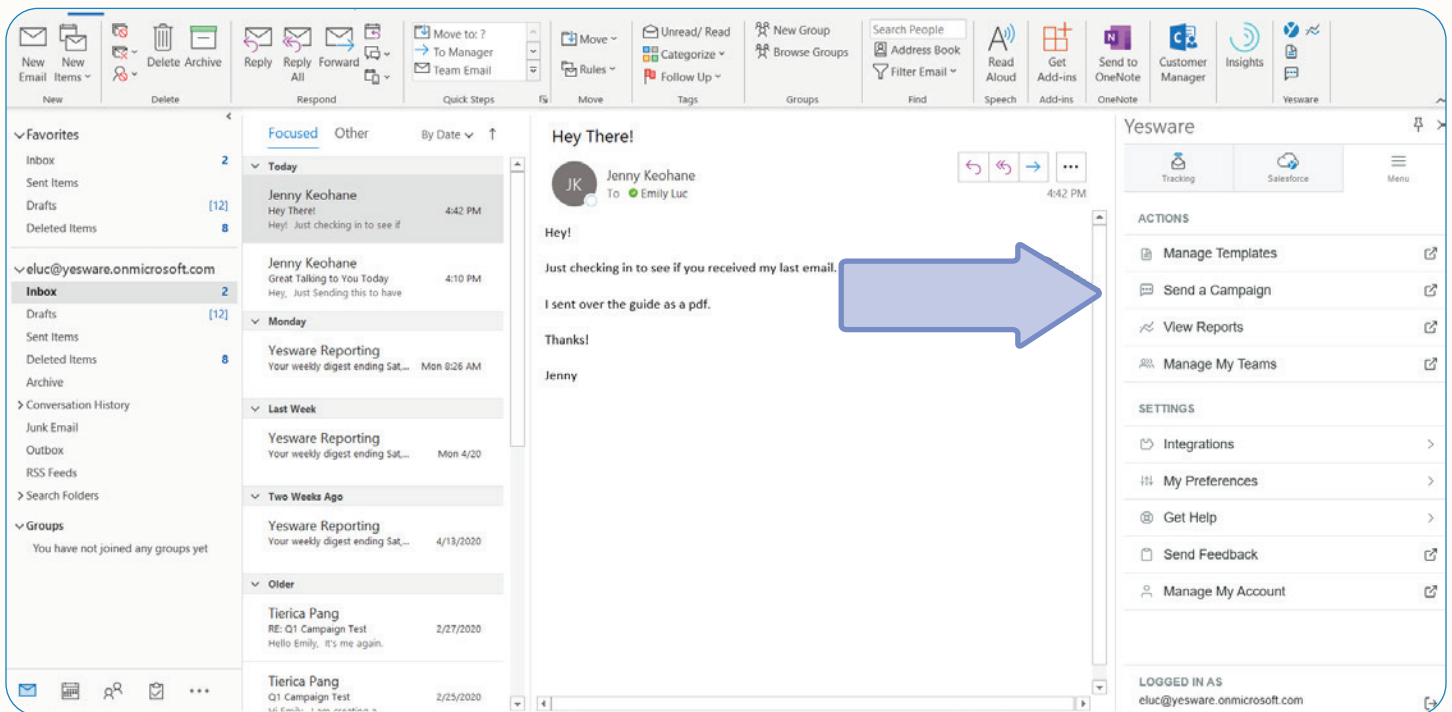 New Email
New Items
Delete
Archive
Reply
Reply All
Forward
Move to: ?
To Manager
Team Email
Move
Rules
Unread/ Read
Categorize
Follow Up
New Group
Browse Groups
Search People
Address Book
Filter Email
Read Aloud
Get Add-ins
Send to OneNote
Customer Manager
Insights
New
Delete
Respond
Quick Steps
Move
Tags
Groups
Find
Speech
Add-ins
OneNote
Yesware
Favorites
Inbox 2
Sent Items
Drafts [12]
Deleted Items 8
eluc@yesware.onmicrosoft.com
Inbox 2
Drafts [12]
Sent Items
Deleted Items 8
Archive
Conversation History
Junk Email
Outbox
RSS Feeds
Search Folders
Groups
You have not joined any groups yet
Focused Other By Date
Today
Jenny Keohane
Hey There! 4:42 PM
Hey! Just checking in to see if
Jenny Keohane
Great Talking to You Today 4:10 PM
Hey, Just Sending this to have
Monday
Yesware Reporting
Your weekly digest ending Sat,... Mon 8:26 AM
Last Week
Yesware Reporting
Your weekly digest ending Sat,... Mon 4/20
Two Weeks Ago
Yesware Reporting
Your weekly digest ending Sat,... 4/13/2020
Older
Tierica Pang
RE: Q1 Campaign Test 2/27/2020
Hello Emily, It's me again.
Tierica Pang
Q1 Campaign Test 2/25/2020
Hi Emily, I am creating a
Hey There!
JK
Jenny Keohane
To Emily Luc
4:42 PM
Hey!
Just checking in to see if you received my last email.
I sent over the guide as a pdf.
Thanks!
Jenny
Yesware
Tracking
Salesforce
Menu
ACTIONS
Manage Templates
Send a Campaign
View Reports
Manage My Teams
SETTINGS
Integrations
My Preferences
Get Help
Send Feedback
Manage My Account
LOGGED IN AS
eluc@yesware.onmicrosoft.com